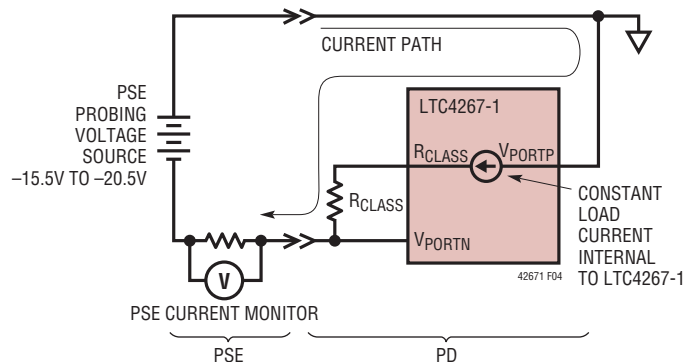 CURRENT PATH
PSE
PROBING
VOLTAGE
SOURCE
–15.5V TO –20.5V
LTC4267-1
RCLASS
VPORTP
RCLASS
VPORTN
CONSTANT
LOAD
CURRENT
INTERNAL
TO LTC4267-1
42671 F04
V
PSE CURRENT MONITOR
PSE
PD